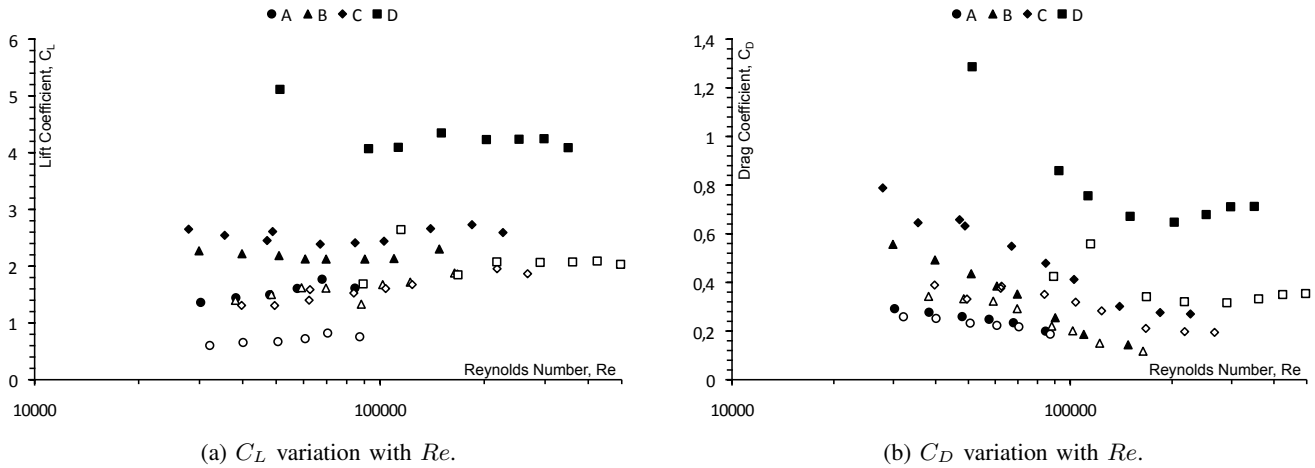 A B C D
6
5
4
3
2
1
0
Lift Coefficient, C_L
Reynolds Number, Re
10000 100000
(a) C_L variation with Re.
A B C D
1,4
1,2
1
0,8
0,6
0,4
0,2
0
Drag Coefficient, C_D
Reynolds Number, Re
10000 100000
(b) C_D variation with Re.